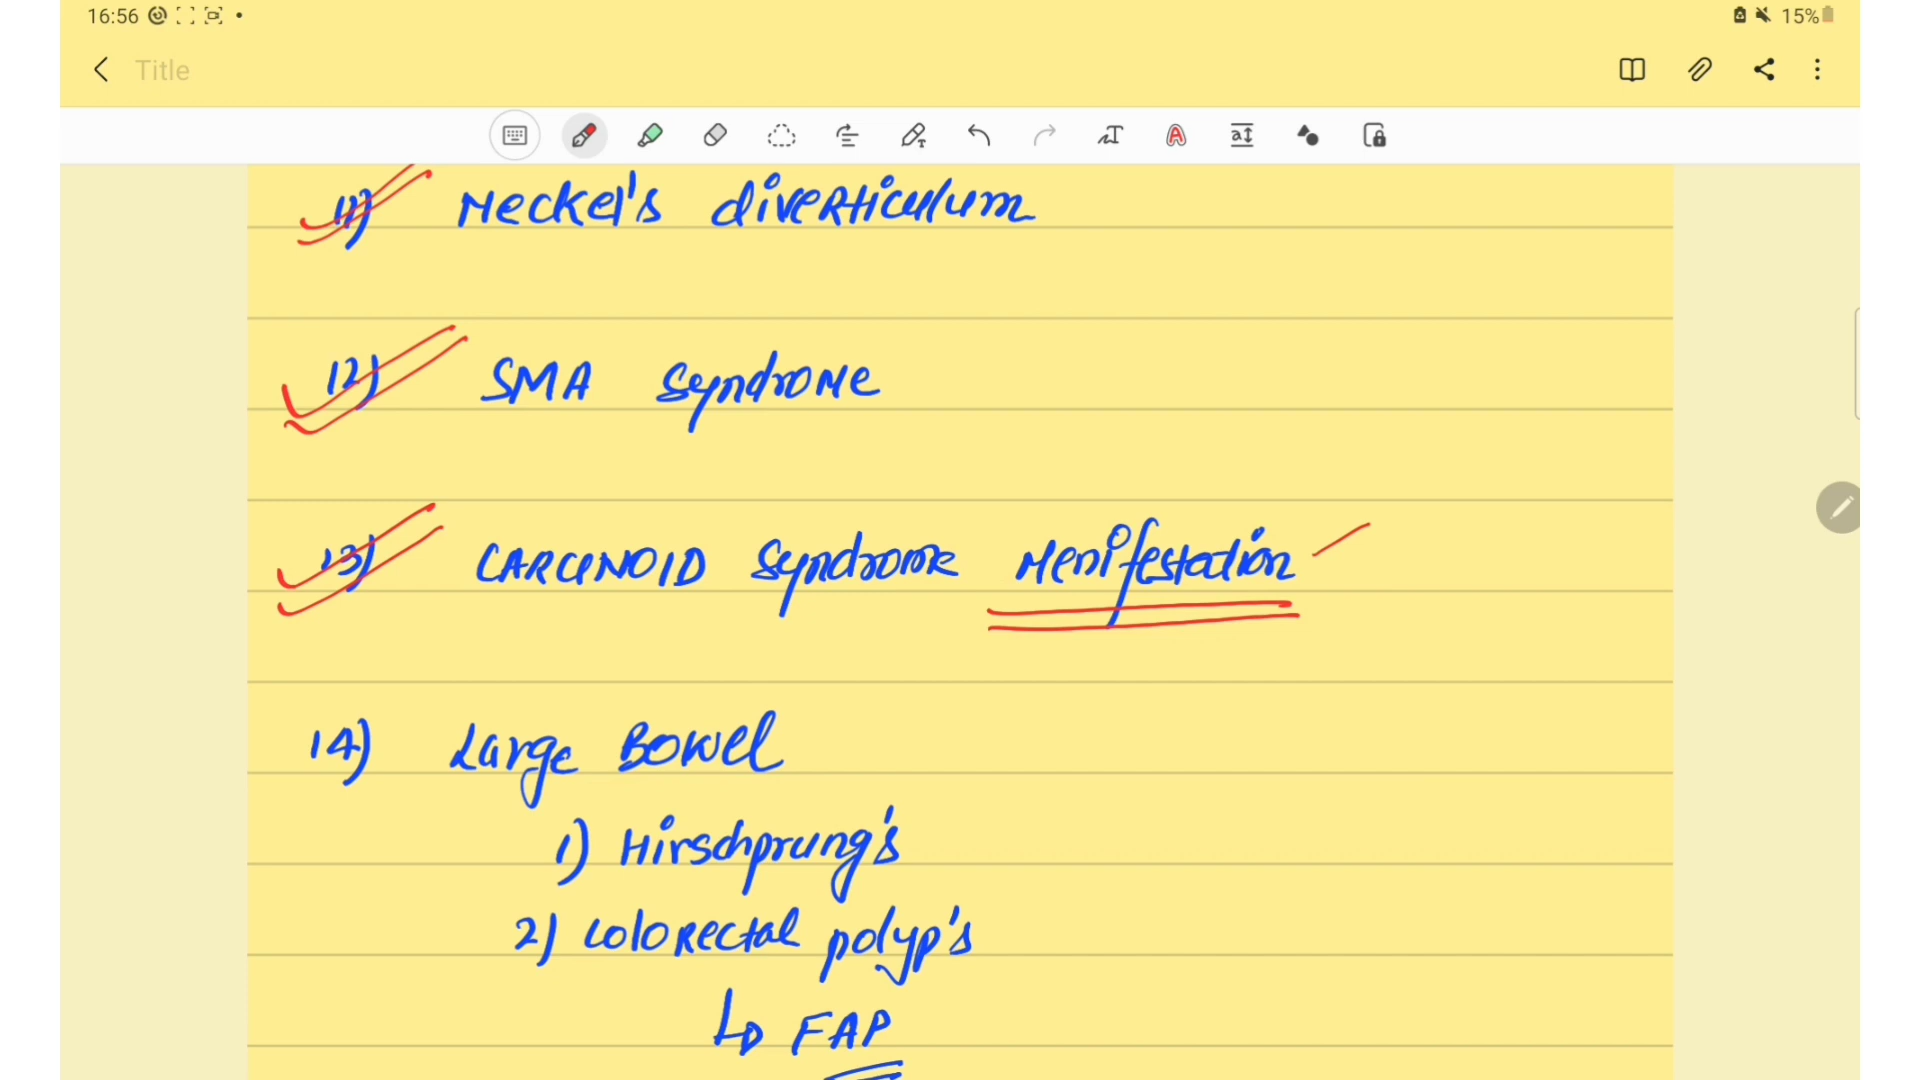 16:56
15%
Title
11) Meckel's diverticulum
12) SMA Syndrome
13) CARCINOID Syndrome Menifestation
14) Large Bowel
1) Hirschprung's
2) Colorectal polyp's
↳ FAP